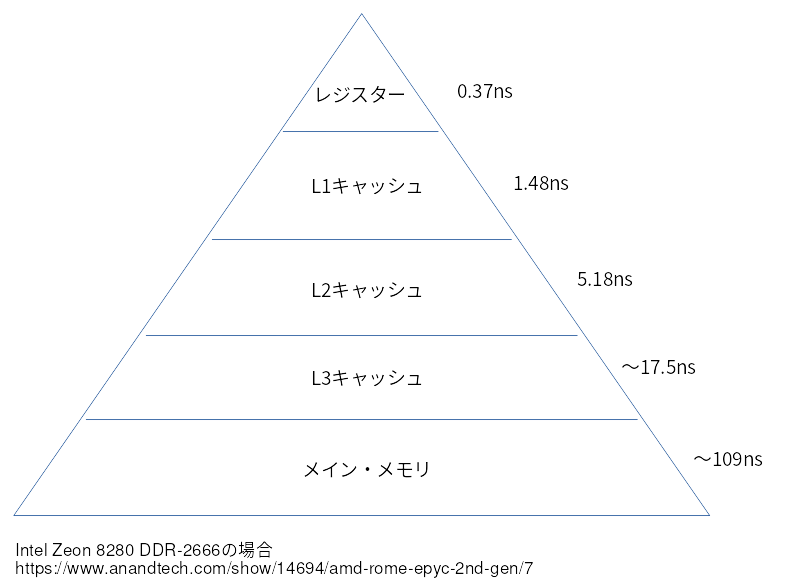 レジスター 0.37ns
L1キャッシュ 1.48ns
L2キャッシュ 5.18ns
L3キャッシュ ～17.5ns
メイン・メモリ ～109ns
Intel Zeon 8280 DDR-2666の場合
https://www.anandtech.com/show/14694/amd-rome-epyc-2nd-gen/7